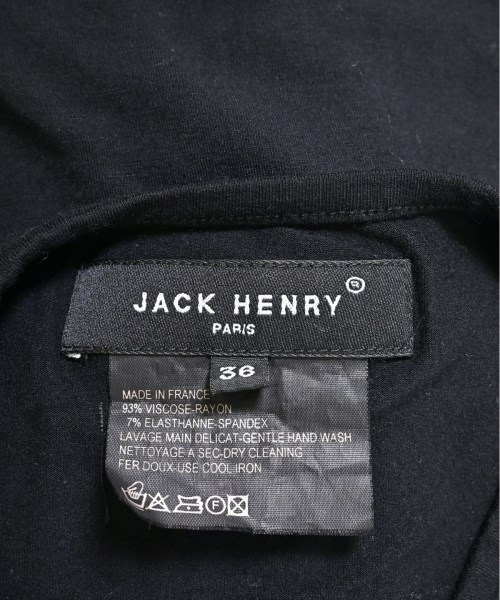 JACK HENRY®
PARIS
36
MADE IN FRANCE
93% VISCOSE-RAYON
7% ELASTHANNE-SPANDEX
LAVAGE MAIN DELICAT-GENTLE HAND WASH
NETTOYAGE A SEC-DRY CLEANING
FER DOUX-USE COOL IRON
F